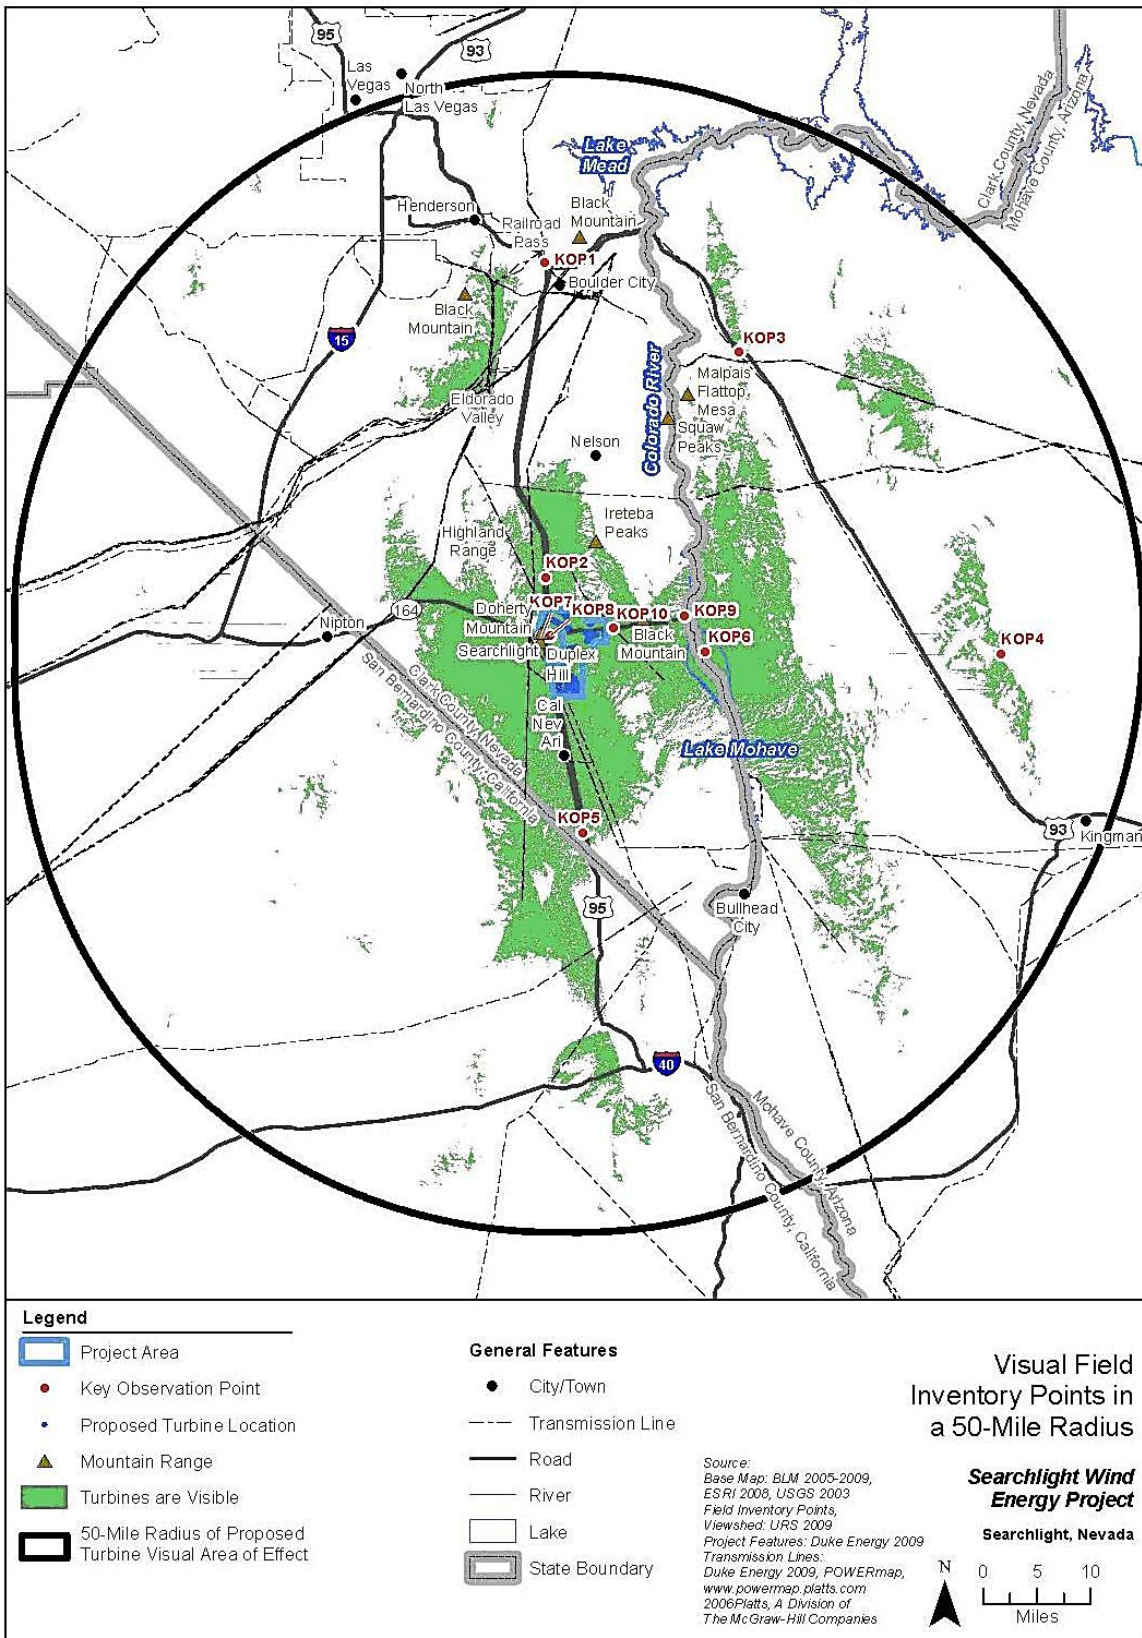 95
93
Las
Vegas
North
Las Vegas
Clark County, Nevada
Mohave County, Arizona
Lake
Mead
Henderson
Railroad
Pass
Black
Mountain
KOP1
Boulder City
Black
Mountain
15
KOP3
Colorado River
Malpais
Flattop
Mesa
Squaw
Peaks
Eldorado
Valley
Nelson
Highland
Range
Ireteba
Peaks
KOP2
164
Nipton
Doherty
Mountain
KOP7
KOP8
KOP10
KOP9
Searchlight
Duplex
Hill
Black
Mountain
KOP6
KOP4
Clark County, Nevada
San Bernardino County, California
Cal
Nev
Ari
Lake Mohave
KOP5
93
Kingman
95
Bullhead
City
40
Mohave County, Arizona
San Bernardino County, California
Legend
Project Area
Key Observation Point
Proposed Turbine Location
Mountain Range
Turbines are Visible
50-Mile Radius of Proposed
Turbine Visual Area of Effect
General Features
City/Town
Transmission Line
Road
River
Lake
State Boundary
Source:
Base Map: BLM 2005-2009,
ESRI 2008, USGS 2003
Field Inventory Points,
Viewshed: URS 2009
Project Features: Duke Energy 2009
Transmission Lines:
Duke Energy 2009, POWERmap,
www.powermap.platts.com
2006Platts, A Division of
The McGraw-Hill Companies
Visual Field
Inventory Points in
a 50-Mile Radius
Searchlight Wind
Energy Project
Searchlight, Nevada
N
0 5 10
Miles